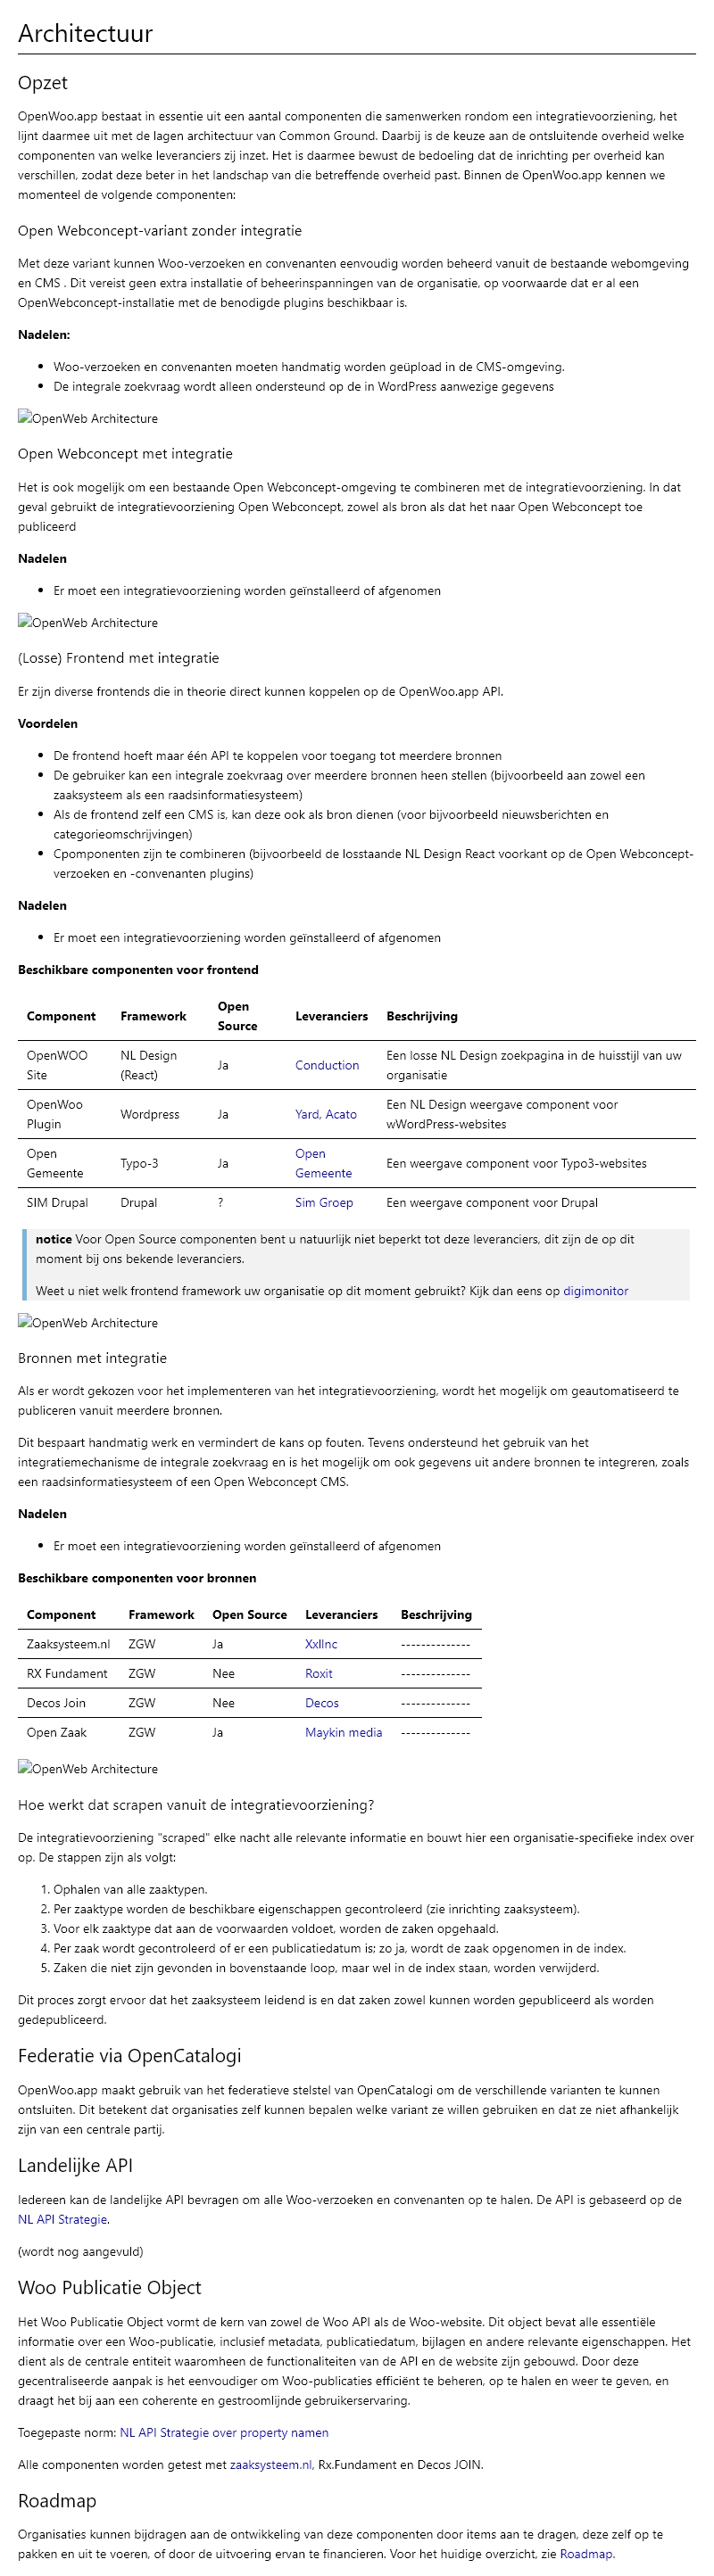 Architectuur
Opzet
OpenWoo.app bestaat in essentie uit een aantal componenten die samenwerken rondom een integratievoorziening, het
lijnt daarmee uit met de lagen architectuur van Common Ground. Daarbij is de keuze aan de ontsluitende overheid welke
componenten van welke leveranciers zij inzet. Het is daarmee bewust de bedoeling dat de inrichting per overheid kan
verschillen, zodat deze beter in het landschap van die betreffende overheid past. Binnen de OpenWoo.app kennen we
momenteel de volgende componenten:
Open Webconcept-variant zonder integratie
Met deze variant kunnen Woo-verzoeken en convenanten eenvoudig worden beheerd vanuit de bestaande webomgeving
en CMS . Dit vereist geen extra installatie of beheerinspanningen van de organisatie, op voorwaarde dat er al een
OpenWebconcept-installatie met de benodigde plugins beschikbaar is.
Nadelen:
• Woo-verzoeken en convenanten moeten handmatig worden geüpload in de CMS-omgeving.
• De integrale zoekvraag wordt alleen ondersteund op de in WordPress aanwezige gegevens
OpenWeb Architecture
Open Webconcept met integratie
Het is ook mogelijk om een bestaande Open Webconcept-omgeving te combineren met de integratievoorziening. In dat
geval gebruikt de integratievoorziening Open Webconcept, zowel als bron als dat het naar Open Webconcept toe
publiceerd
Nadelen
• Er moet een integratievoorziening worden geïnstalleerd of afgenomen
OpenWeb Architecture
(Losse) Frontend met integratie
Er zijn diverse frontends die in theorie direct kunnen koppelen op de OpenWoo.app API.
Voordelen
• De frontend hoeft maar één API te koppelen voor toegang tot meerdere bronnen
• De gebruiker kan een integrale zoekvraag over meerdere bronnen heen stellen (bijvoorbeeld aan zowel een
zaaksysteem als een raadsinformatiesysteem)
• Als de frontend zelf een CMS is, kan deze ook als bron dienen (voor bijvoorbeeld nieuwsberichten en
categorieomschrijvingen)
• Cpomponenten zijn te combineren (bijvoorbeeld de losstaande NL Design React voorkant op de Open Webconcept-
verzoeken en -convenanten plugins)
Nadelen
• Er moet een integratievoorziening worden geïnstalleerd of afgenomen
Beschikbare componenten voor frontend
Component Framework Open Source Leveranciers Beschrijving
OpenWOO Site NL Design (React) Ja Conduction Een losse NL Design zoekpagina in de huisstijl van uw organisatie
OpenWoo Plugin Wordpress Ja Yard, Acato Een NL Design weergave component voor wWordPress-websites
Open Gemeente Typo-3 Ja Open Gemeente Een weergave component voor Typo3-websites
SIM Drupal Drupal ? Sim Groep Een weergave component voor Drupal
notice Voor Open Source componenten bent u natuurlijk niet beperkt tot deze leveranciers, dit zijn de op dit
moment bij ons bekende leveranciers.
Weet u niet welk frontend framework uw organisatie op dit moment gebruikt? Kijk dan eens op digimonitor
OpenWeb Architecture
Bronnen met integratie
Als er wordt gekozen voor het implementeren van het integratievoorziening, wordt het mogelijk om geautomatiseerd te
publiceren vanuit meerdere bronnen.
Dit bespaart handmatig werk en vermindert de kans op fouten. Tevens ondersteund het gebruik van het
integratiemechanisme de integrale zoekvraag en is het mogelijk om ook gegevens uit andere bronnen te integreren, zoals
een raadsinformatiesysteem of een Open Webconcept CMS.
Nadelen
• Er moet een integratievoorziening worden geïnstalleerd of afgenomen
Beschikbare componenten voor bronnen
Component Framework Open Source Leveranciers Beschrijving
Zaaksysteem.nl ZGW Ja XxlInc --------------
RX Fundament ZGW Nee Roxit --------------
Decos Join ZGW Nee Decos --------------
Open Zaak ZGW Ja Maykin media --------------
OpenWeb Architecture
Hoe werkt dat scrapen vanuit de integratievoorziening?
De integratievoorziening "scraped" elke nacht alle relevante informatie en bouwt hier een organisatie-specifieke index over
op. De stappen zijn als volgt:
1. Ophalen van alle zaaktypen.
2. Per zaaktype worden de beschikbare eigenschappen gecontroleerd (zie inrichting zaaksysteem).
3. Voor elk zaaktype dat aan de voorwaarden voldoet, worden de zaken opgehaald.
4. Per zaak wordt gecontroleerd of er een publicatiedatum is; zo ja, wordt de zaak opgenomen in de index.
5. Zaken die niet zijn gevonden in bovenstaande loop, maar wel in de index staan, worden verwijderd.
Dit proces zorgt ervoor dat het zaaksysteem leidend is en dat zaken zowel kunnen worden gepubliceerd als worden
gedepubliceerd.
Federatie via OpenCatalogi
OpenWoo.app maakt gebruik van het federatieve stelstel van OpenCatalogi om de verschillende varianten te kunnen
ontsluiten. Dit betekent dat organisaties zelf kunnen bepalen welke variant ze willen gebruiken en dat ze niet afhankelijk
zijn van een centrale partij.
Landelijke API
Iedereen kan de landelijke API bevragen om alle Woo-verzoeken en convenanten op te halen. De API is gebaseerd op de
NL API Strategie.
(wordt nog aangevuld)
Woo Publicatie Object
Het Woo Publicatie Object vormt de kern van zowel de Woo API als de Woo-website. Dit object bevat alle essentiële
informatie over een Woo-publicatie, inclusief metadata, publicatiedatum, bijlagen en andere relevante eigenschappen. Het
dient als de centrale entiteit waaromheen de functionaliteiten van de API en de website zijn gebouwd. Door deze
gecentraliseerde aanpak is het eenvoudiger om Woo-publicaties efficiënt te beheren, op te halen en weer te geven, en
draagt het bij aan een coherente en gestroomlijnde gebruikerservaring.
Toegepaste norm: NL API Strategie over property namen
Alle componenten worden getest met zaaksysteem.nl, Rx.Fundament en Decos JOIN.
Roadmap
Organisaties kunnen bijdragen aan de ontwikkeling van deze componenten door items aan te dragen, deze zelf op te
pakken en uit te voeren, of door de uitvoering ervan te financieren. Voor het huidige overzicht, zie Roadmap.